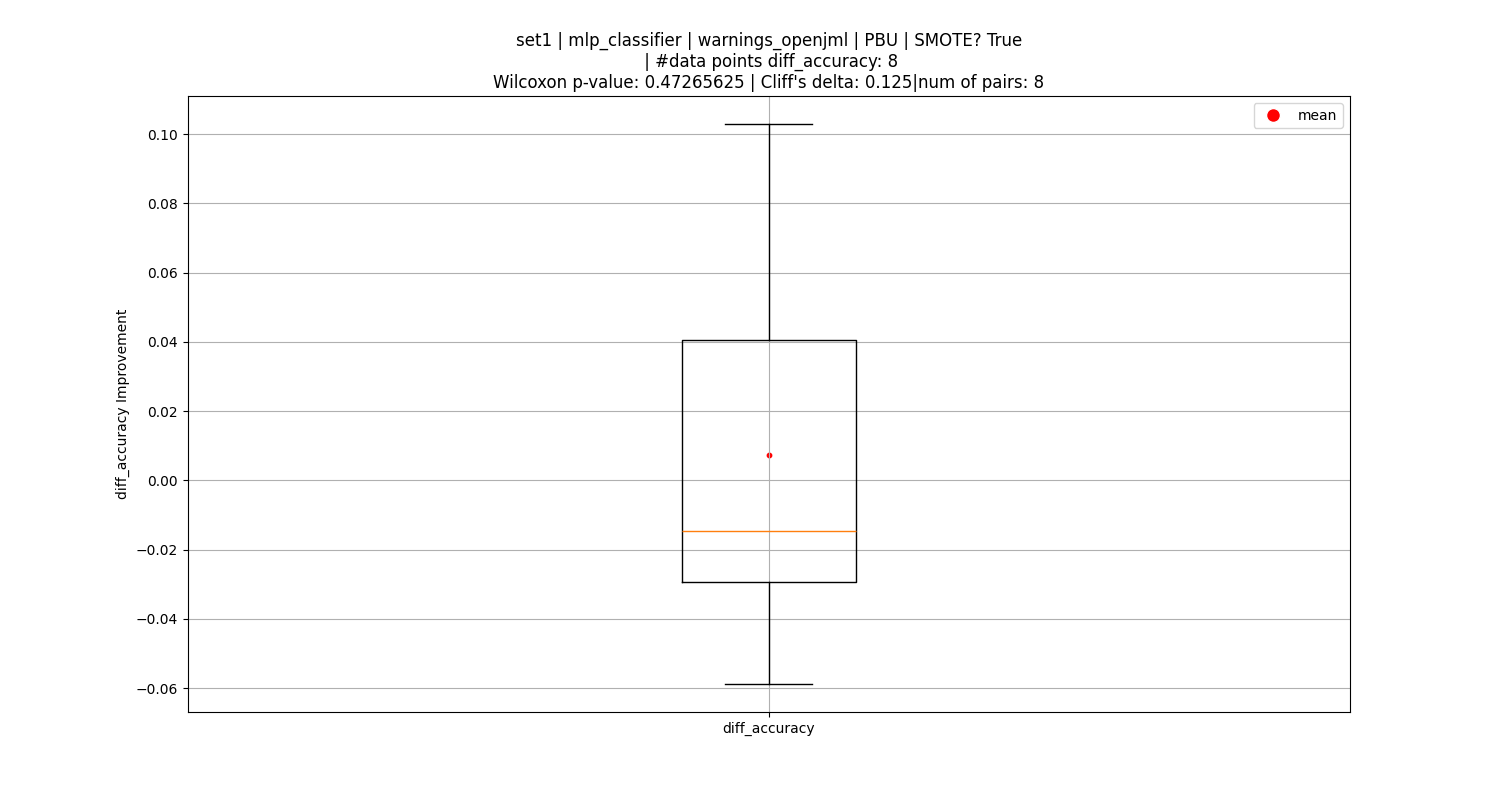 set1 | mlp_classifier | warnings_openjml | PBU | SMOTE? True
| #data points diff_accuracy: 8
Wilcoxon p-value: 0.47265625 | Cliff's delta: 0.125|num of pairs: 8
mean
0.10
0.08
0.06
0.04
0.02
0.00
−0.02
−0.04
−0.06
diff_accuracy Improvement
diff_accuracy